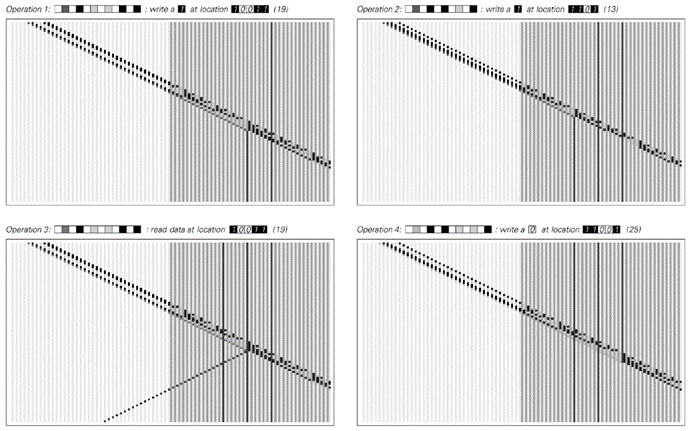 Operation 1: : write a 1 at location 10011 (19)
Operation 2: : write a 1 at location 1101 (13)
Operation 3: : read data at location 10011 (19)
Operation 4: : write a 0 at location 11001 (25)